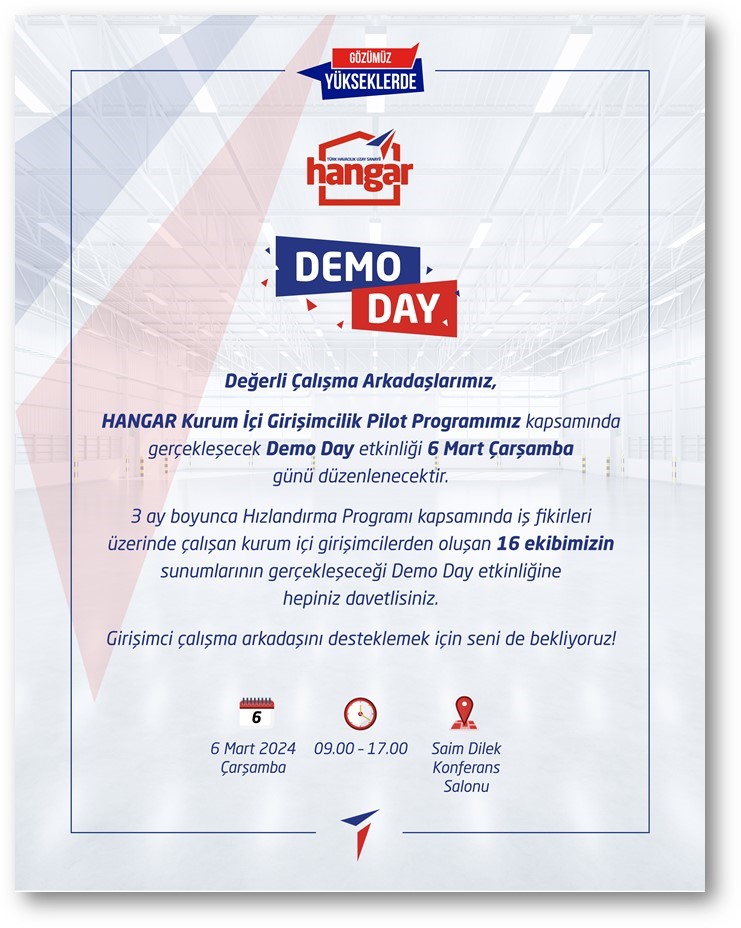 GÖZÜMÜZ
YÜKSEKLERDE
TÜRK HAVACILIK UZAY SANAYİİ
hangar
DEMO
DAY
Değerli Çalışma Arkadaşlarımız,
HANGAR Kurum İçi Girişimcilik Pilot Programımız kapsamında
gerçekleşecek Demo Day etkinliği 6 Mart Çarşamba
günü düzenlenecektir.
3 ay boyunca Hızlandırma Programı kapsamında iş fikirleri
üzerinde çalışan kurum içi girişimcilerden oluşan 16 ekibimizin
sunumlarının gerçekleşeceği Demo Day etkinliğine
hepiniz davetlisiniz.
Girişimci çalışma arkadaşını desteklemek için seni de bekliyoruz!
6
6 Mart 2024
Çarşamba
09.00 – 17.00
Saim Dilek
Konferans
Salonu